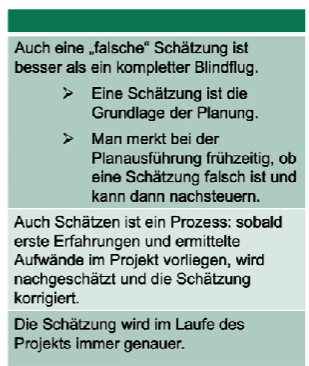 Auch eine „falsche“ Schätzung ist
besser als ein kompletter Blindflug.
➢ Eine Schätzung ist die
Grundlage der Planung.
➢ Man merkt bei der
Planausführung frühzeitig, ob
eine Schätzung falsch ist und
kann dann nachsteuern.
Auch Schätzen ist ein Prozess: sobald
erste Erfahrungen und ermittelte
Aufwände im Projekt vorliegen, wird
nachgeschätzt und die Schätzung
korrigiert.
Die Schätzung wird im Laufe des
Projekts immer genauer.